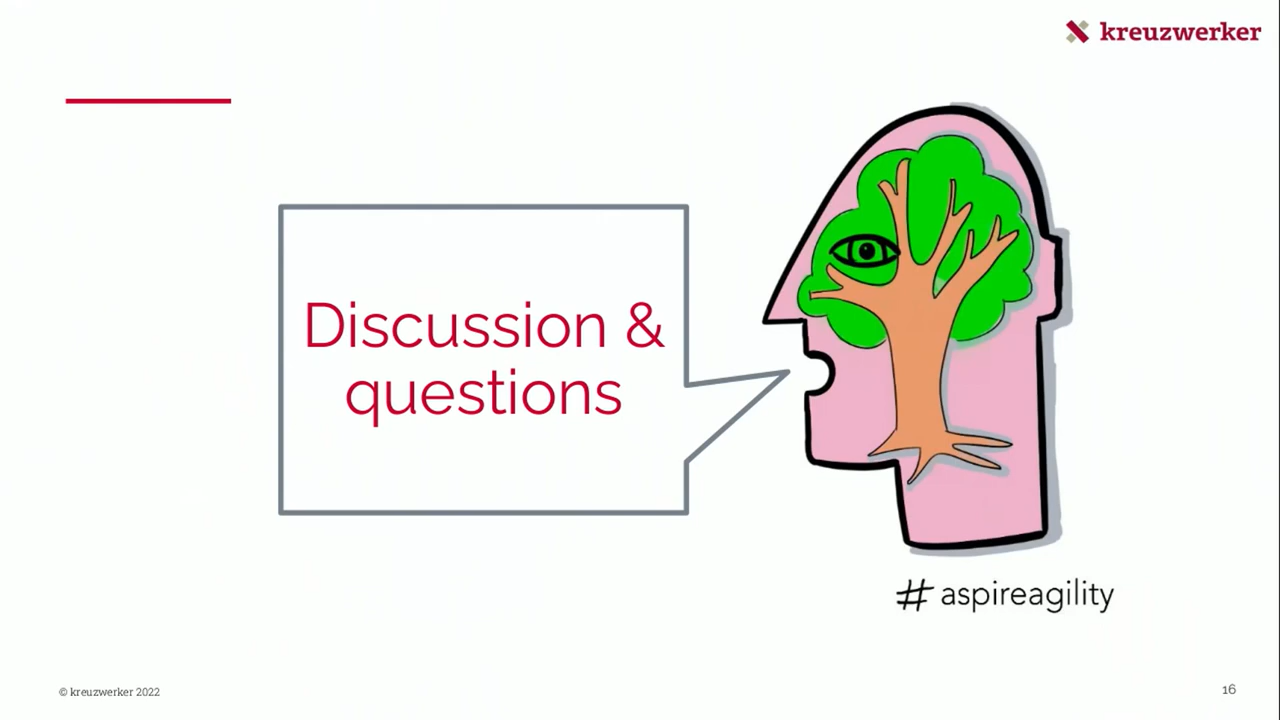 kreuzwerker
Discussion &
questions
# aspireagility
© kreuzwerker 2022
16